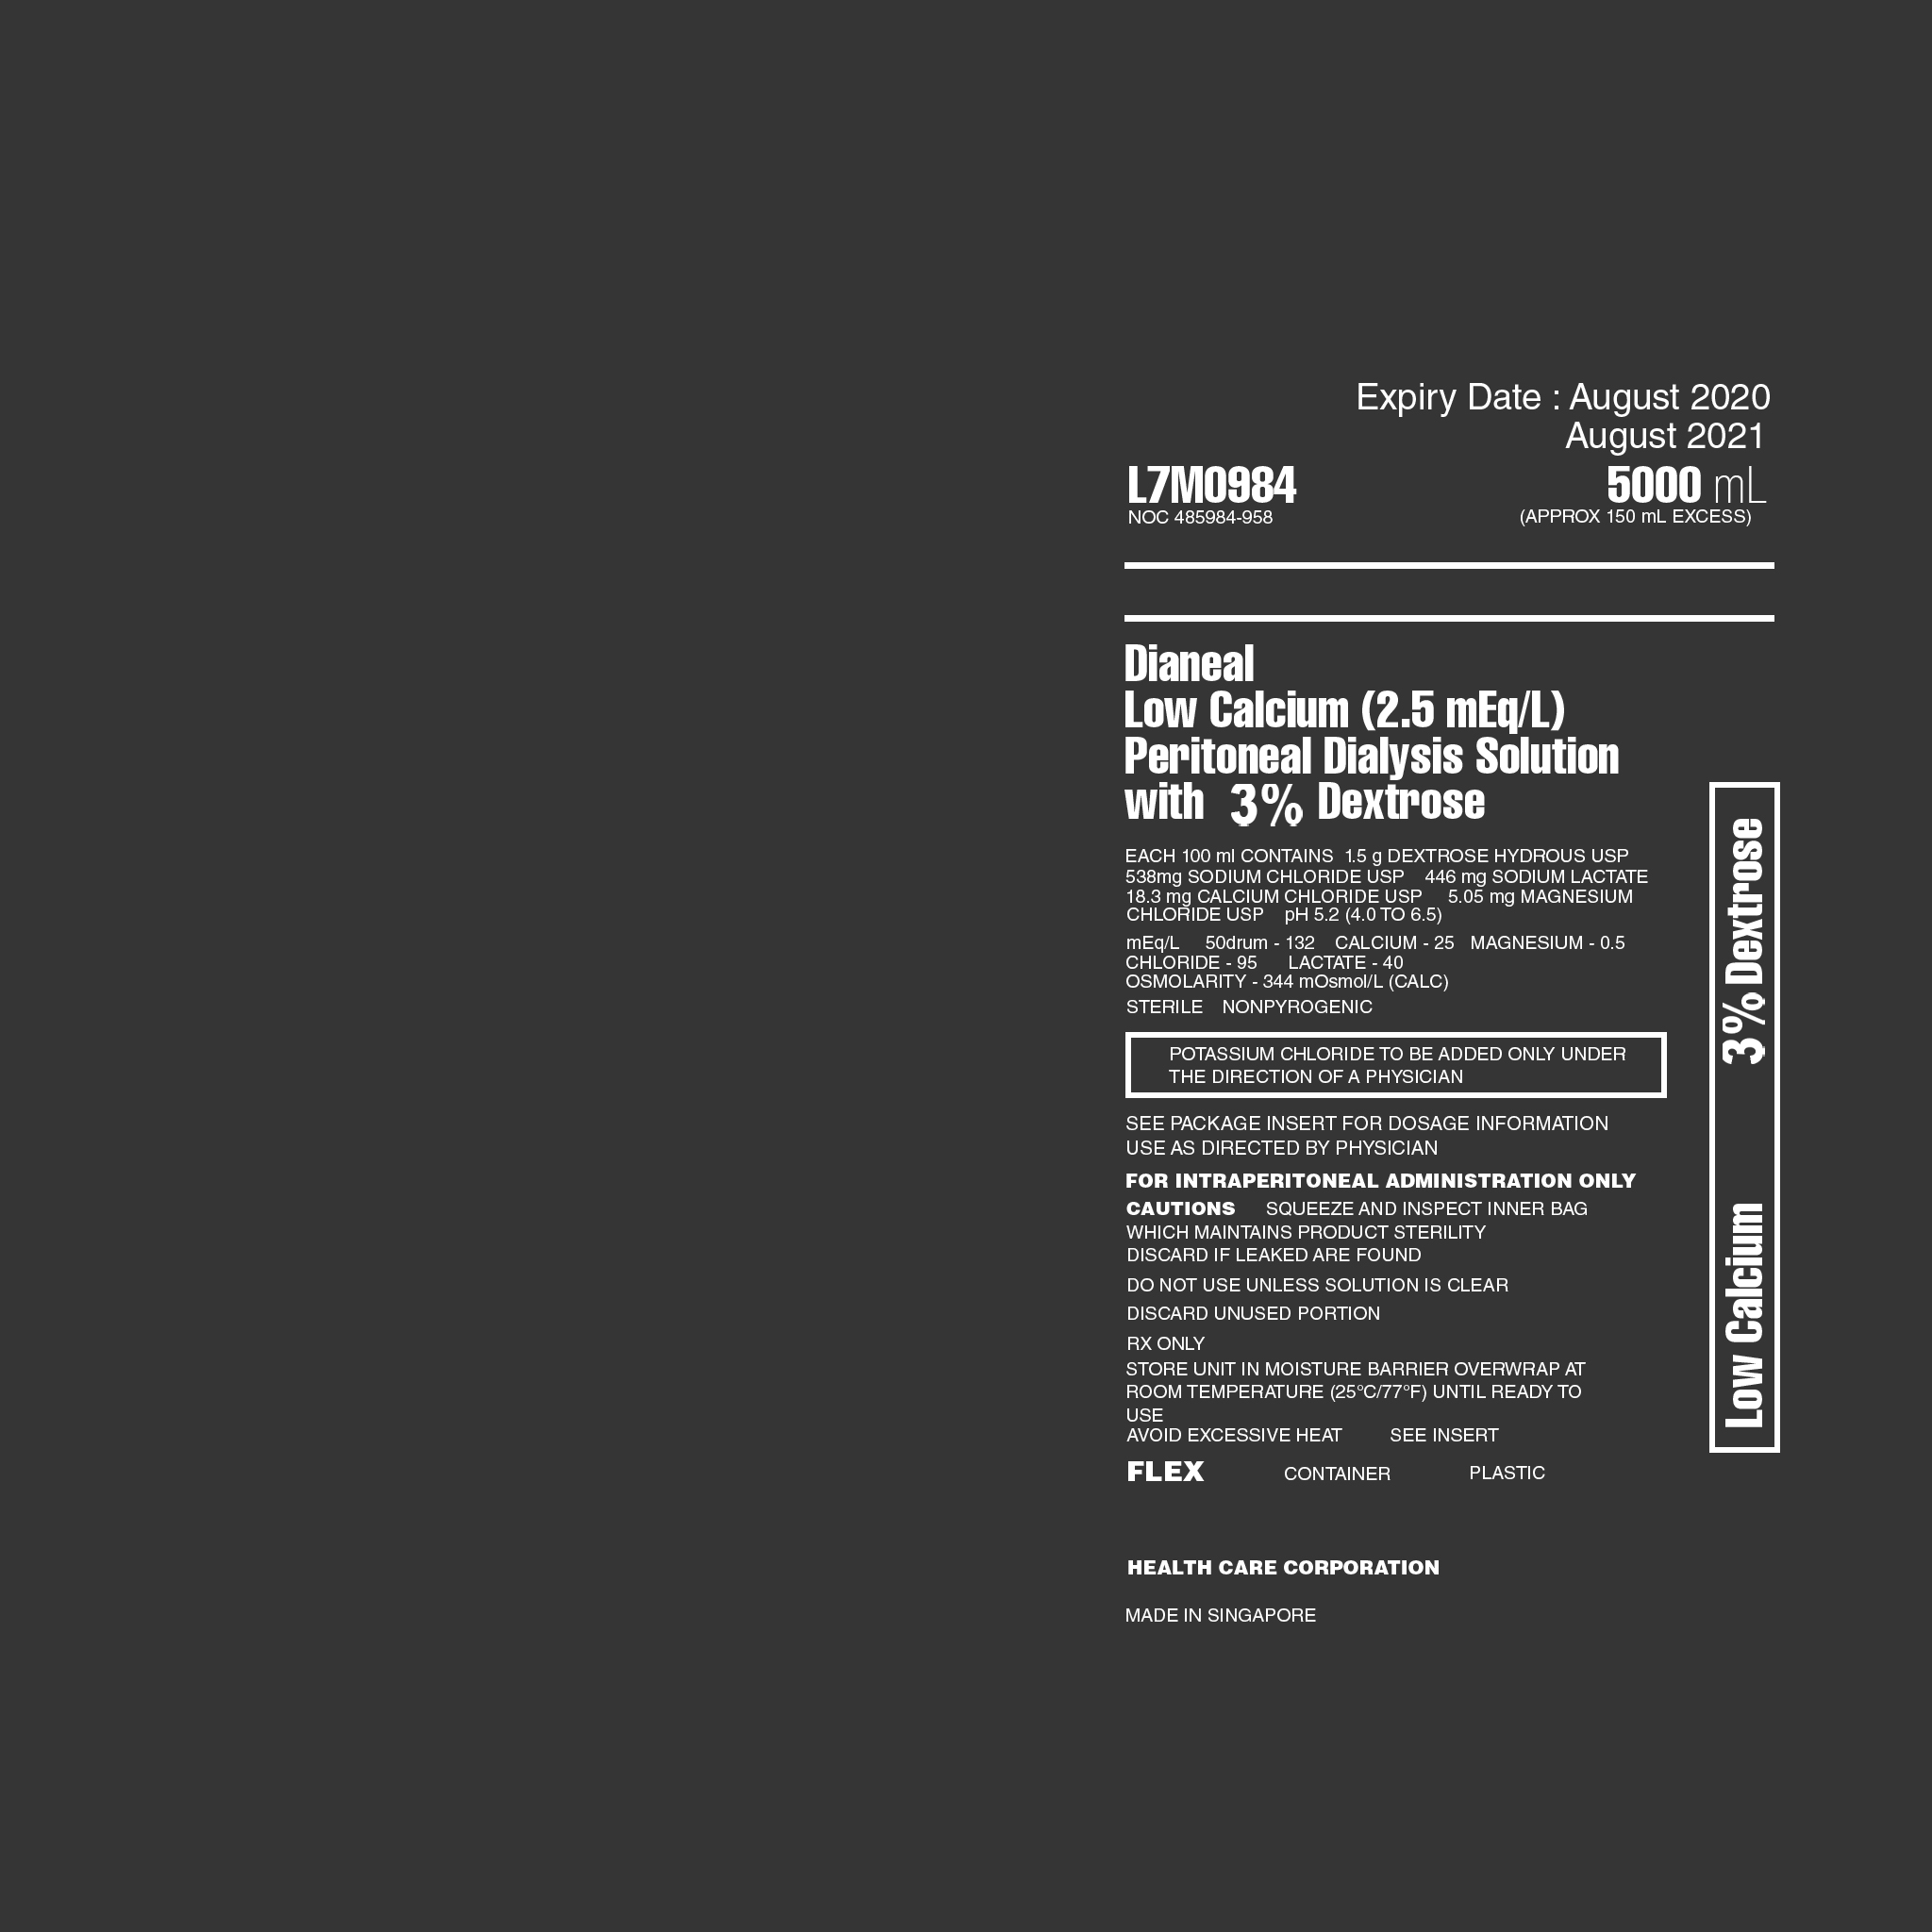 Expiry Date : August 2020
August 2021
L7M0984 5000 mL
NOC 485984-958 (APPROX 150 mL EXCESS)
Dianeal
Low Calcium (2.5 mEq/L)
Peritoneal Dialysis Solution
with 3% Dextrose
EACH 100 ml CONTAINS 1.5 g DEXTROSE HYDROUS USP
538mg SODIUM CHLORIDE USP 446 mg SODIUM LACTATE
18.3 mg CALCIUM CHLORIDE USP 5.05 mg MAGNESIUM
CHLORIDE USP pH 5.2 (4.0 TO 6.5)
mEq/L 50drum - 132 CALCIUM - 25 MAGNESIUM - 0.5
CHLORIDE - 95 LACTATE - 40
OSMOLARITY - 344 mOsmol/L (CALC)
STERILE NONPYROGENIC
POTASSIUM CHLORIDE TO BE ADDED ONLY UNDER
THE DIRECTION OF A PHYSICIAN
SEE PACKAGE INSERT FOR DOSAGE INFORMATION
USE AS DIRECTED BY PHYSICIAN
FOR INTRAPERITONEAL ADMINISTRATION ONLY
CAUTIONS SQUEEZE AND INSPECT INNER BAG
WHICH MAINTAINS PRODUCT STERILITY
DISCARD IF LEAKED ARE FOUND
DO NOT USE UNLESS SOLUTION IS CLEAR
DISCARD UNUSED PORTION
RX ONLY
STORE UNIT IN MOISTURE BARRIER OVERWRAP AT
ROOM TEMPERATURE (25°C/77°F) UNTIL READY TO
USE
AVOID EXCESSIVE HEAT SEE INSERT
FLEX CONTAINER PLASTIC
HEALTH CARE CORPORATION
MADE IN SINGAPORE
Low Calcium 3% Dextrose